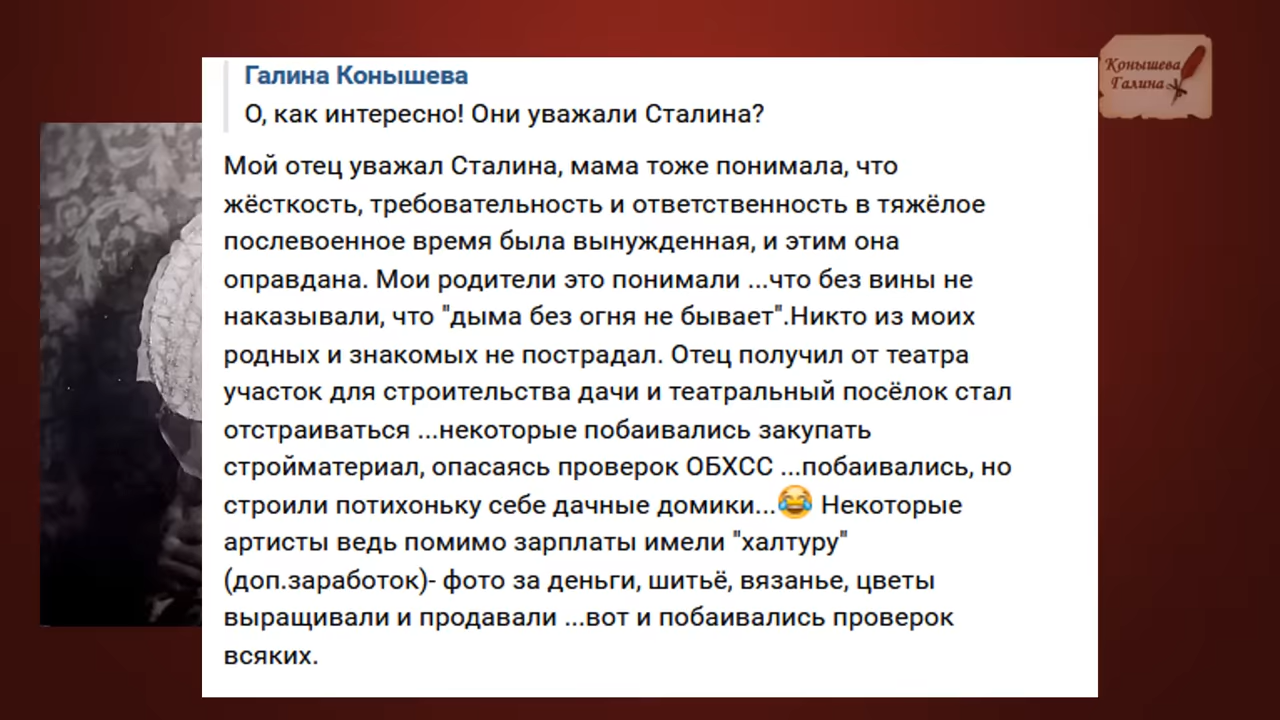 Конышева
Галина
Галина Конышева
О, как интересно! Они уважали Сталина?
Мой отец уважал Сталина, мама тоже понимала, что
жёсткость, требовательность и ответственность в тяжёлое
послевоенное время была вынужденная, и этим она
оправдана. Мои родители это понимали ...что без вины не
наказывали, что "дыма без огня не бывает".Никто из моих
родных и знакомых не пострадал. Отец получил от театра
участок для строительства дачи и театральный посёлок стал
отстраиваться ...некоторые побаивались закупать
стройматериал, опасаясь проверок ОБХСС ...побаивались, но
строили потихоньку себе дачные домики...😂 Некоторые
артисты ведь помимо зарплаты имели "халтуру"
(доп.заработок)- фото за деньги, шитьё, вязанье, цветы
выращивали и продавали ...вот и побаивались проверок
всяких.